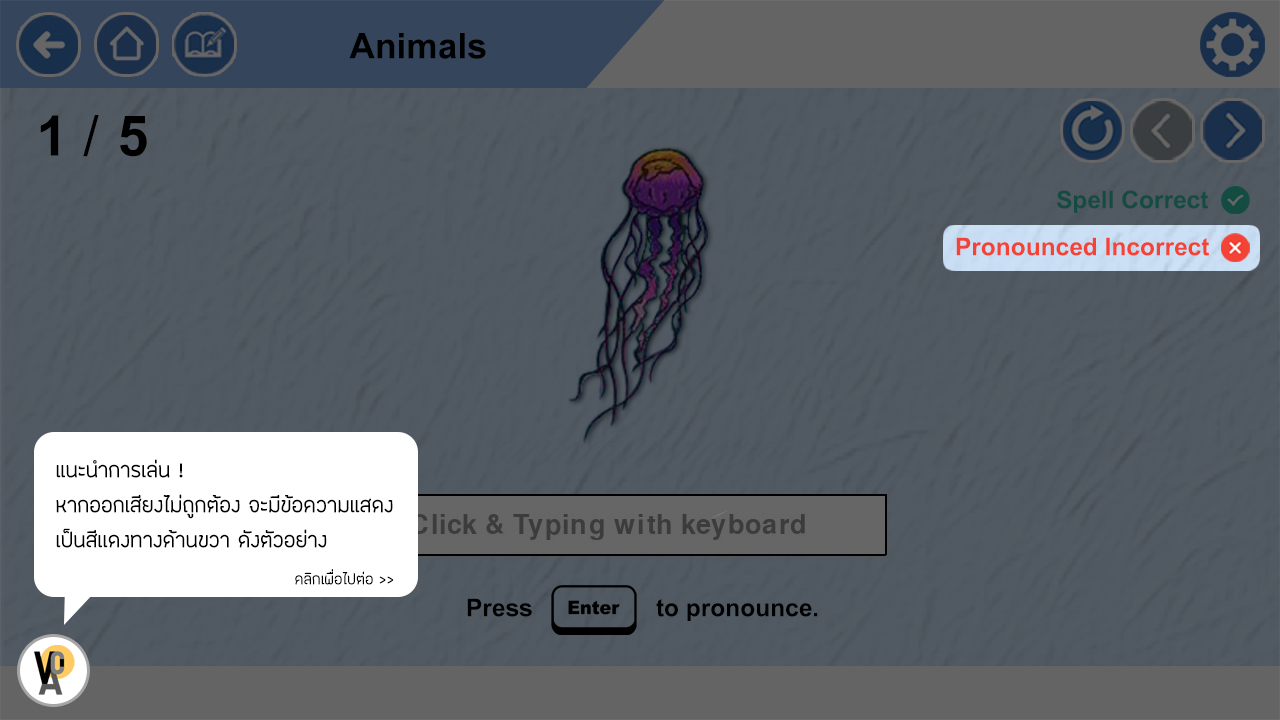 Animals
1 / 5
Spell Correct
Pronounced Incorrect
แนะนำการเล่น !
หากออกเสียงไม่ถูกต้อง จะมีข้อความแสดง
เป็นสีแดงทางด้านขวา ดังตัวอย่าง
คลิกเพื่อไปต่อ >>
Click & Typing with keyboard
Press Enter to pronounce.
VCA